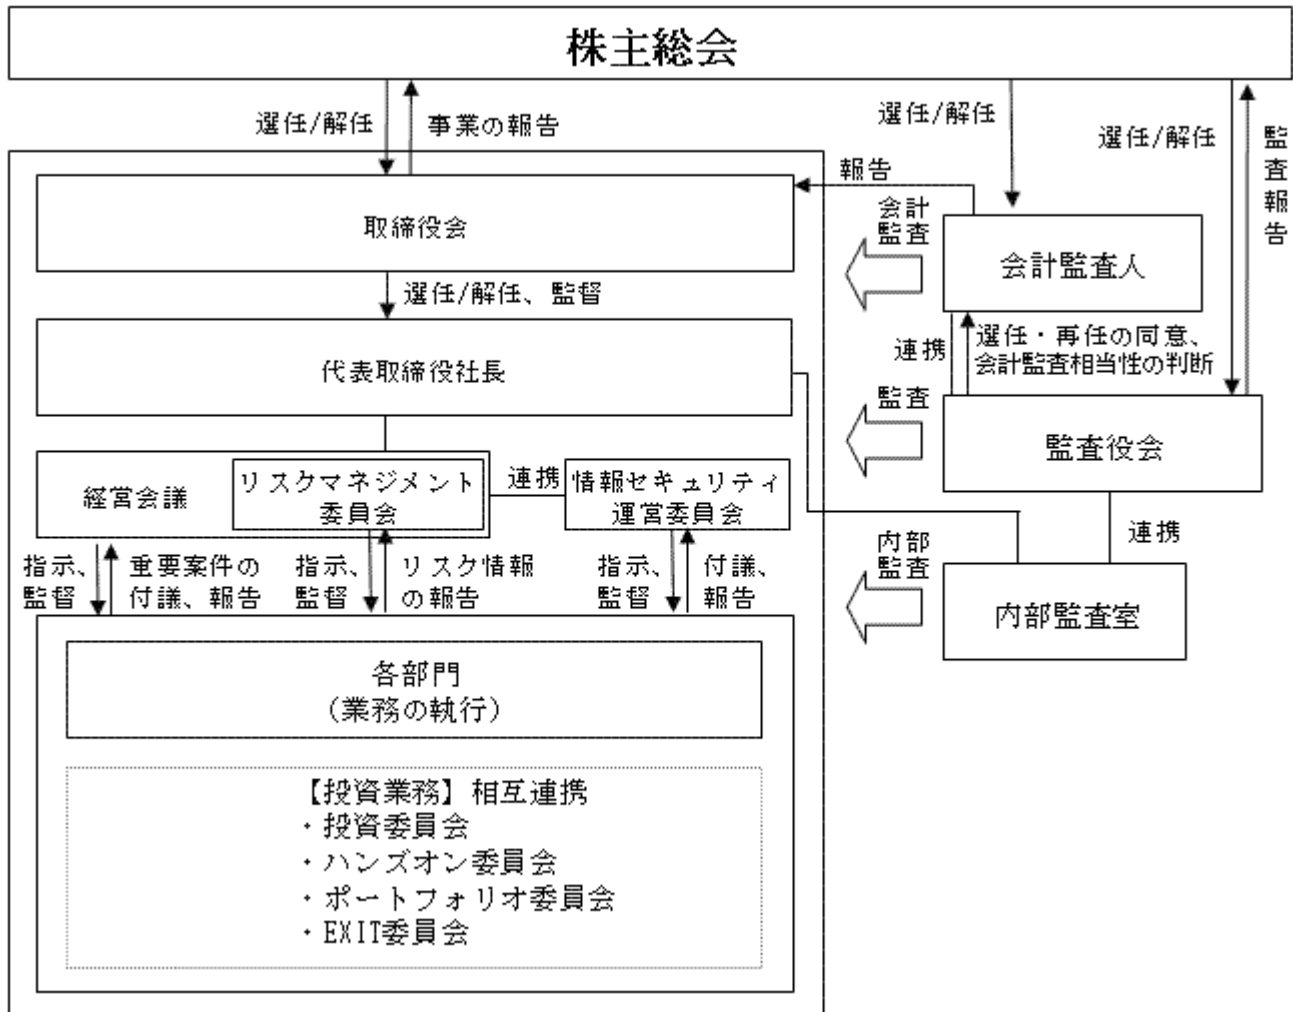 株主総会
選任/解任
事業の報告
選任/解任
選任/解任
監査報告
報告
会計
監査
取締役会
会計監査人
選任/解任、監督
連携
選任・再任の同意、
会計監査相当性の判断
代表取締役社長
監査
監査役会
経営会議
リスクマネジメント
委員会
連携
情報セキュリティ
運営委員会
連携
内部
監査
内部監査室
指示、
監督
重要案件の
付議、報告
指示、
監督
リスク情報
の報告
指示、
監督
付議、
報告
各部門
（業務の執行）
【投資業務】相互連携
・投資委員会
・ハンズオン委員会
・ポートフォリオ委員会
・EXIT委員会